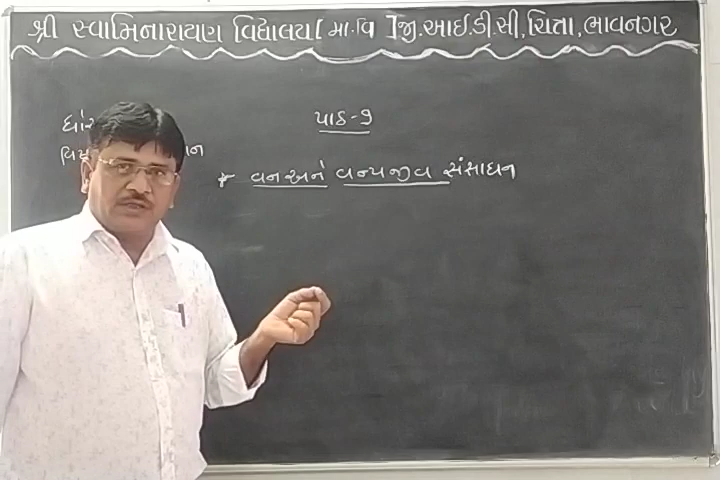 શ્રી સ્વામિનારાયણ વિદ્યાલય [ મા.વિ ] જી.આઈ.ડી.સી, ચિત્રા, ભાવનગર
પાઠ-૭
* વન અને વન્યજીવ સંસાધન